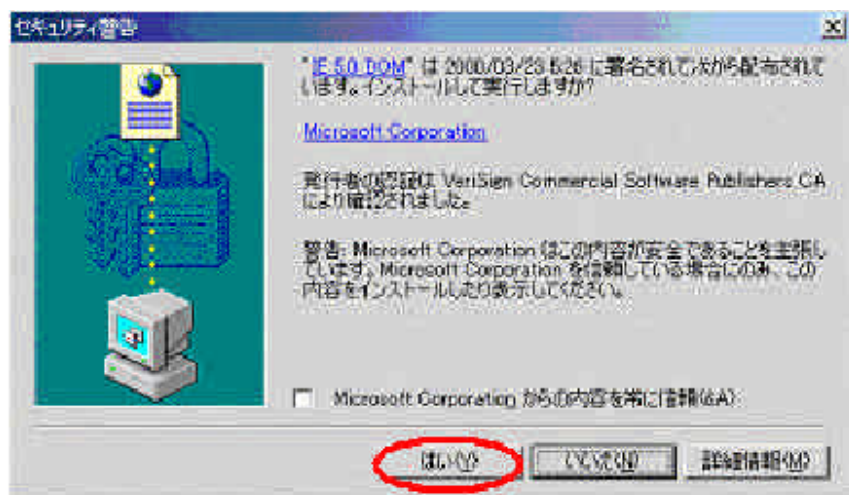 セキュリティ警告
"IE 5.0 DOM" は 2000/03/23 5:26 に署名されて次から配布されて
います。インストールして実行しますか?
Microsoft Corporation
発行者の認証は VeriSign Commercial Software Publishers CA
により確認されました。
警告: Microsoft Corporation はこの内容が安全であることを主張し
ています。Microsoft Corporation を信頼している場合にのみ、この
内容をインストールしたり表示してください。
Microsoft Corporation からの内容を常に信頼(&A)
はい(Y) いいえ(N) 詳細情報(M)